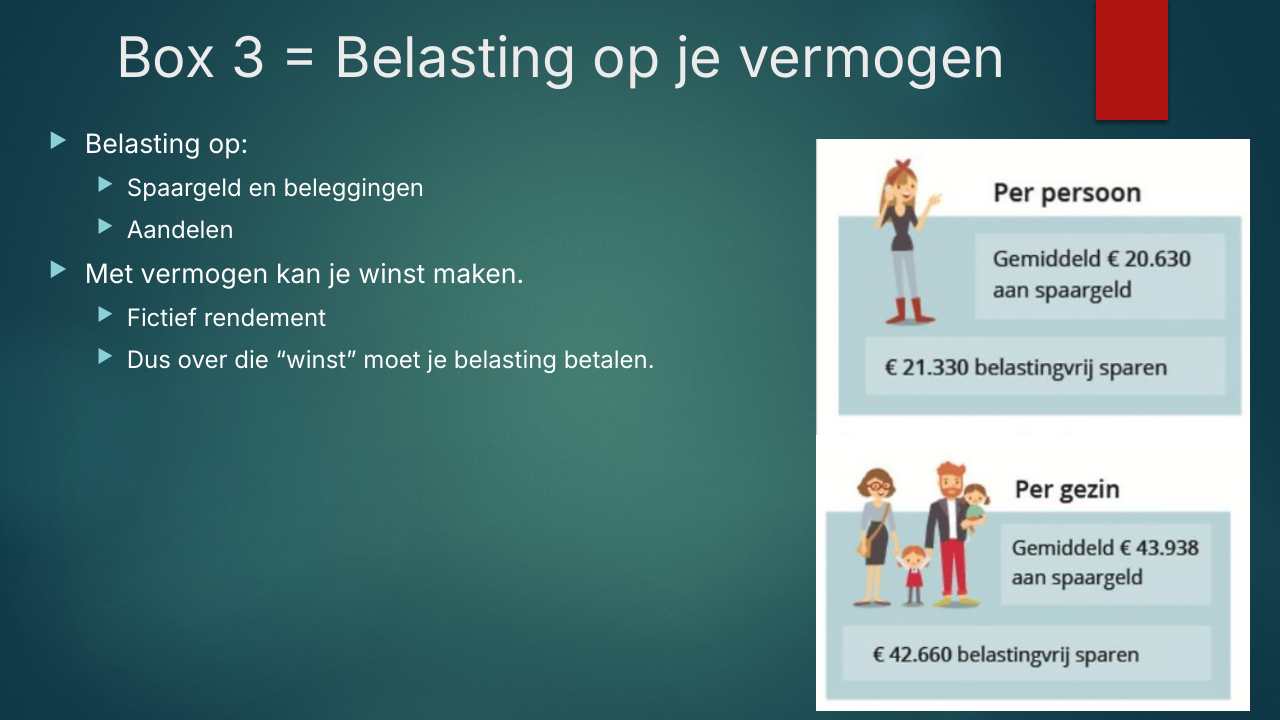 Box 3 = Belasting op je vermogen
Belasting op:
Spaargeld en beleggingen
Aandelen
Met vermogen kan je winst maken.
Fictief rendement
Dus over die “winst” moet je belasting betalen.
Per persoon
Gemiddeld € 20.630
aan spaargeld
€ 21.330 belastingvrij sparen
Per gezin
Gemiddeld € 43.938
aan spaargeld
€ 42.660 belastingvrij sparen